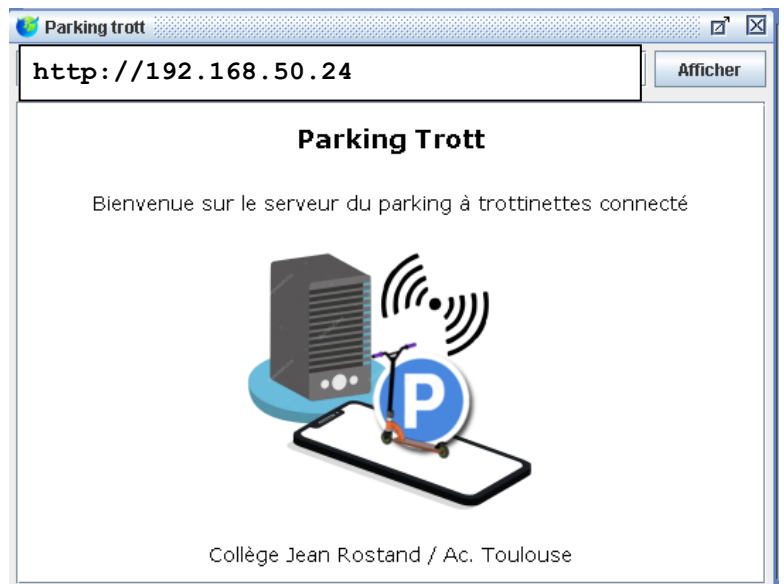 Parking trott
http://192.168.50.24
Afficher
Parking Trott
Bienvenue sur le serveur du parking à trottinettes connecté
P
Collège Jean Rostand / Ac. Toulouse